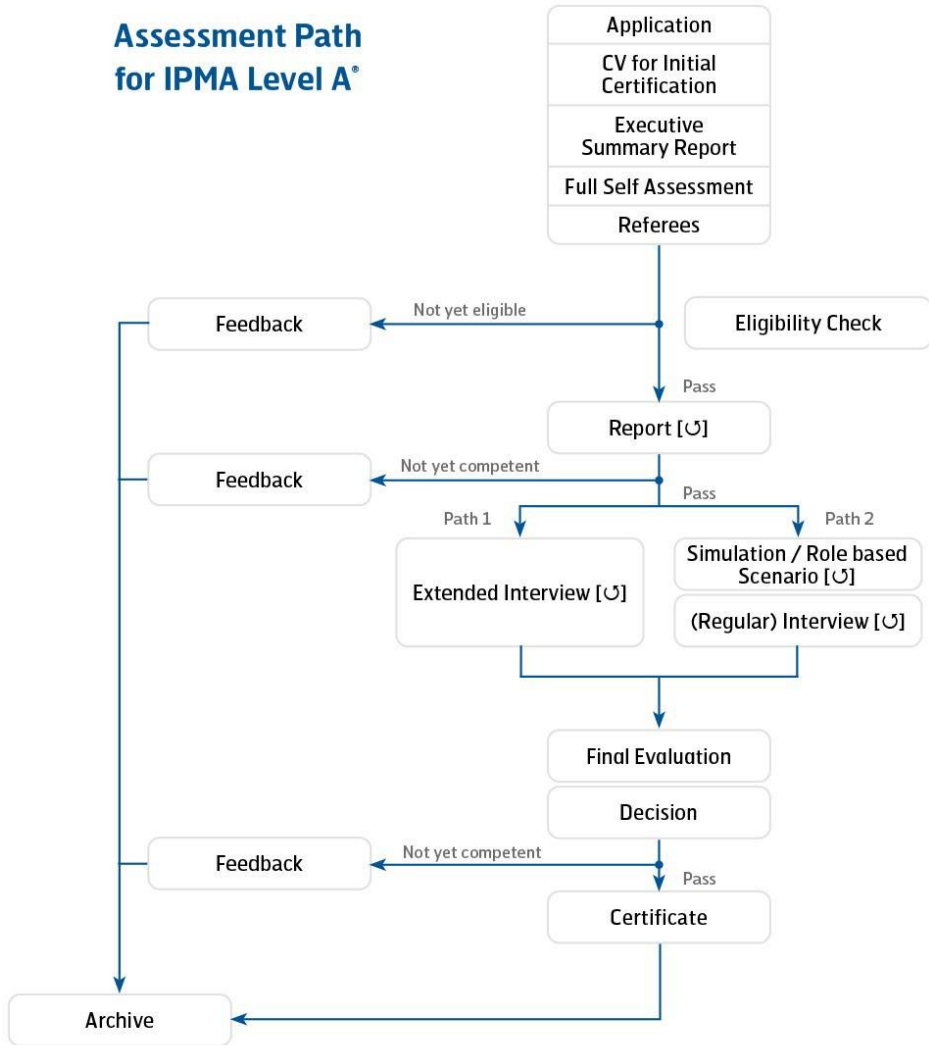 Assessment Path
for IPMA Level A®
Application
CV for Initial
Certification
Executive
Summary Report
Full Self Assessment
Referees
Not yet eligible
Feedback
Eligibility Check
Pass
Report [↺]
Not yet competent
Feedback
Pass
Path 1
Path 2
Extended Interview [↺]
Simulation / Role based
Scenario [↺]
(Regular) Interview [↺]
Final Evaluation
Decision
Not yet competent
Feedback
Pass
Certificate
Archive